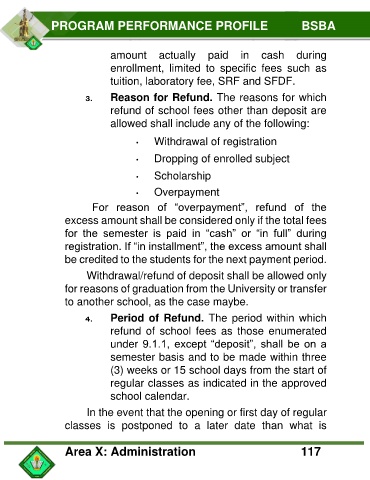 PROGRAM PERFORMANCE PROFILE BSBA
amount actually paid in cash during
enrollment, limited to specific fees such as
tuition, laboratory fee, SRF and SFDF.
3. Reason for Refund. The reasons for which
refund of school fees other than deposit are
allowed shall include any of the following:
• Withdrawal of registration
• Dropping of enrolled subject
• Scholarship
• Overpayment
For reason of “overpayment”, refund of the
excess amount shall be considered only if the total fees
for the semester is paid in “cash” or “in full” during
registration. If “in installment”, the excess amount shall
be credited to the students for the next payment period.
Withdrawal/refund of deposit shall be allowed only
for reasons of graduation from the University or transfer
to another school, as the case maybe.
4. Period of Refund. The period within which
refund of school fees as those enumerated
under 9.1.1, except “deposit”, shall be on a
semester basis and to be made within three
(3) weeks or 15 school days from the start of
regular classes as indicated in the approved
school calendar.
In the event that the opening or first day of regular
classes is postponed to a later date than what is
Area X: Administration 117